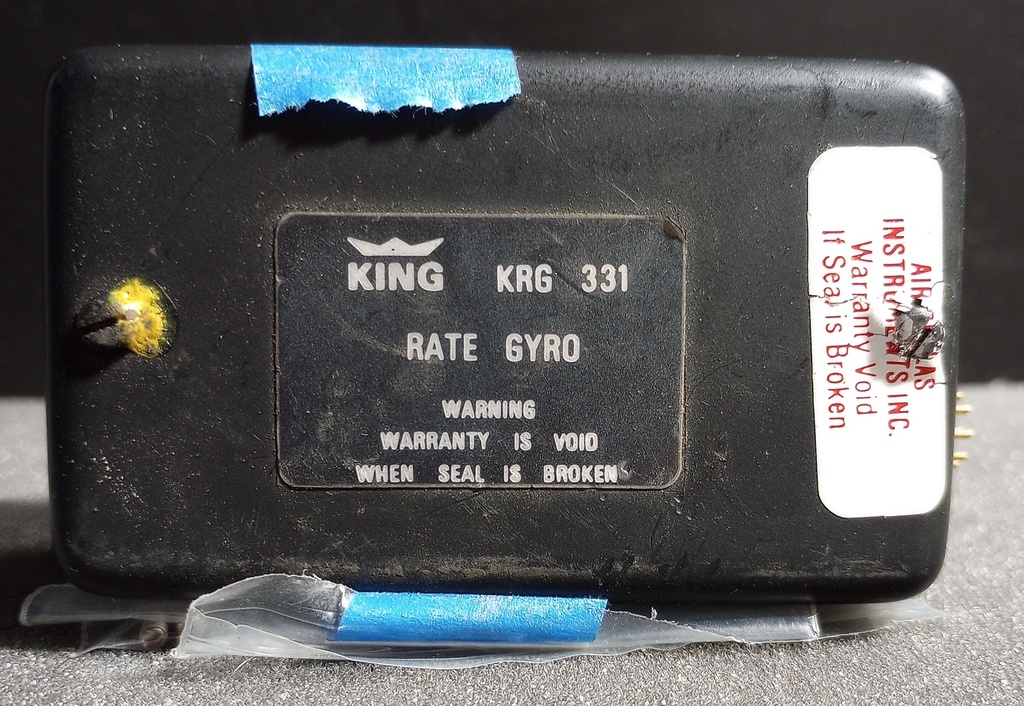 KING KRG 331
RATE GYRO
WARNING
WARRANTY IS VOID
WHEN SEAL IS BROKEN
INSTRUMENTS INC.
Warranty Void
If Seal is Broken